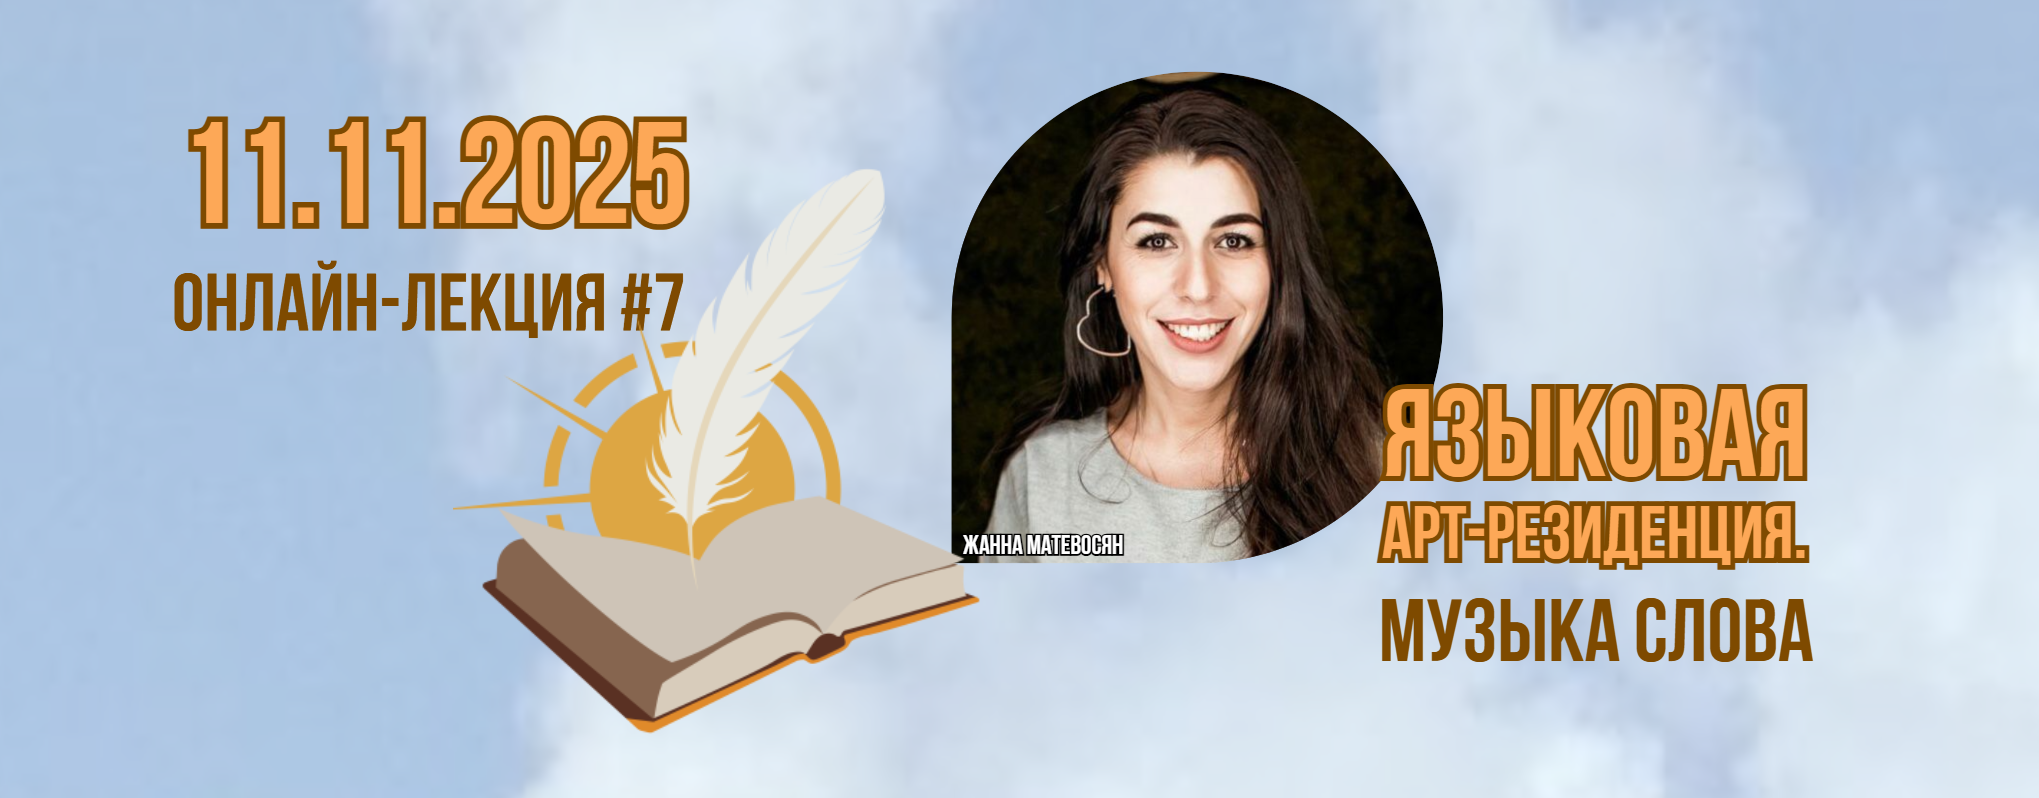 11.11.2025
ОНЛАЙН-ЛЕКЦИЯ #7
ЖАННА МАТЕВОСЯН
ЯЗЫКОВАЯ
АРТ-РЕЗИДЕНЦИЯ.
МУЗЫКА СЛОВА